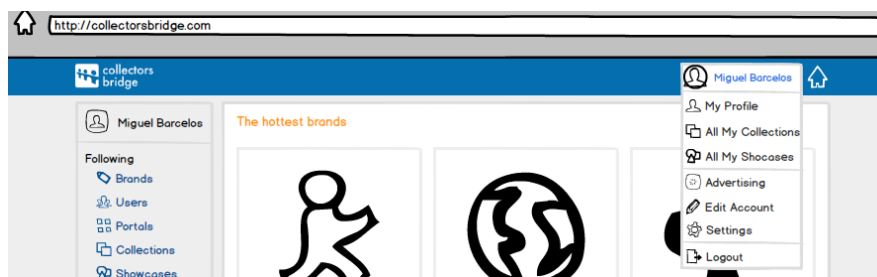 http://collectorsbridge.com
collectors
bridge
Miguel Barcelos
My Profile
All My Collections
All My Shocases
Advertising
Edit Account
Settings
Logout
Miguel Barcelos
Following
Brands
Users
Portals
Collections
Showcases
The hottest brands